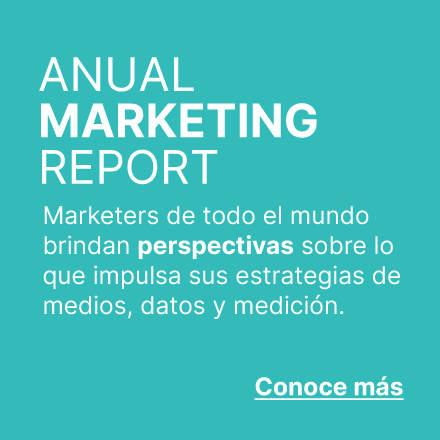 ANUAL
MARKETING
REPORT
Marketers de todo el mundo
brindan perspectivas sobre lo
que impulsa sus estrategias de
medios, datos y medición.
Conoce más